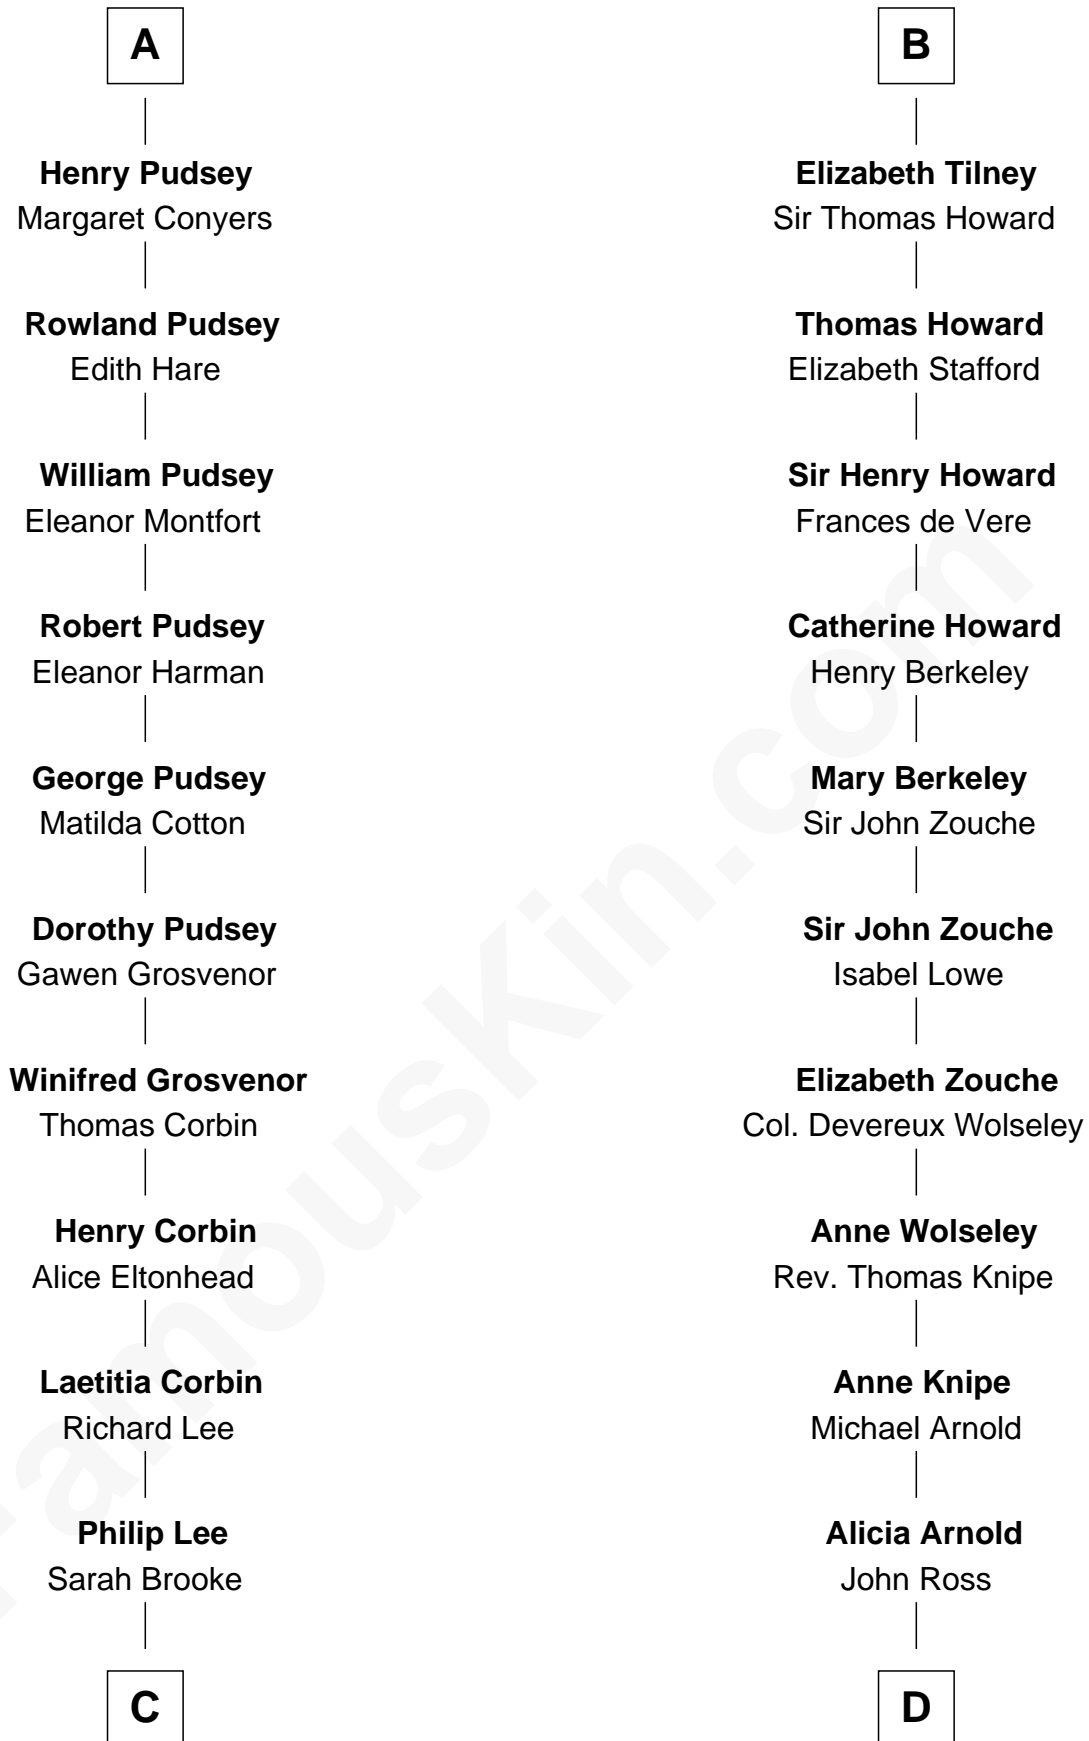 A
Henry Pudsey
Margaret Conyers
Rowland Pudsey
Edith Hare
William Pudsey
Eleanor Montfort
Robert Pudsey
Eleanor Harman
George Pudsey
Matilda Cotton
Dorothy Pudsey
Gawen Grosvenor
Winifred Grosvenor
Thomas Corbin
Henry Corbin
Alice Eltonhead
Laetitia Corbin
Richard Lee
Philip Lee
Sarah Brooke
C
B
Elizabeth Tilney
Sir Thomas Howard
Thomas Howard
Elizabeth Stafford
Sir Henry Howard
Frances de Vere
Catherine Howard
Henry Berkeley
Mary Berkeley
Sir John Zouche
Sir John Zouche
Isabel Lowe
Elizabeth Zouche
Col. Devereux Wolseley
Anne Wolseley
Rev. Thomas Knipe
Anne Knipe
Michael Arnold
Alicia Arnold
John Ross
D
FamousKin.com